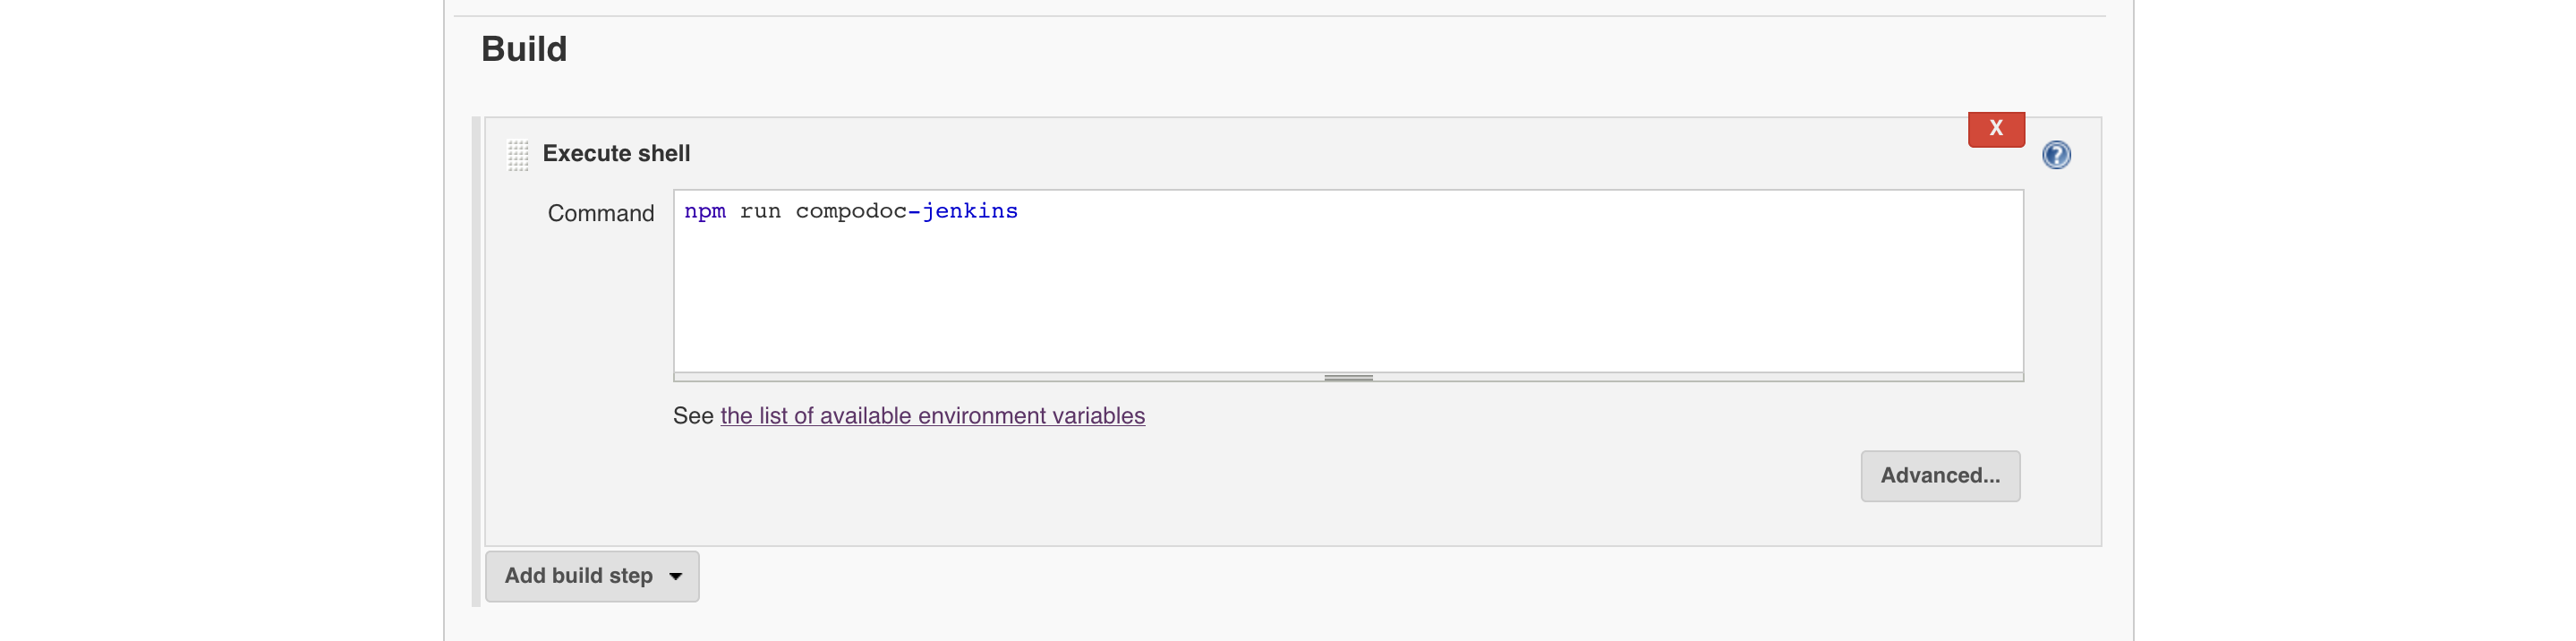 Build
X
Execute shell
?
Command
npm run compodoc-jenkins
See the list of available environment variables
Advanced...
Add build step